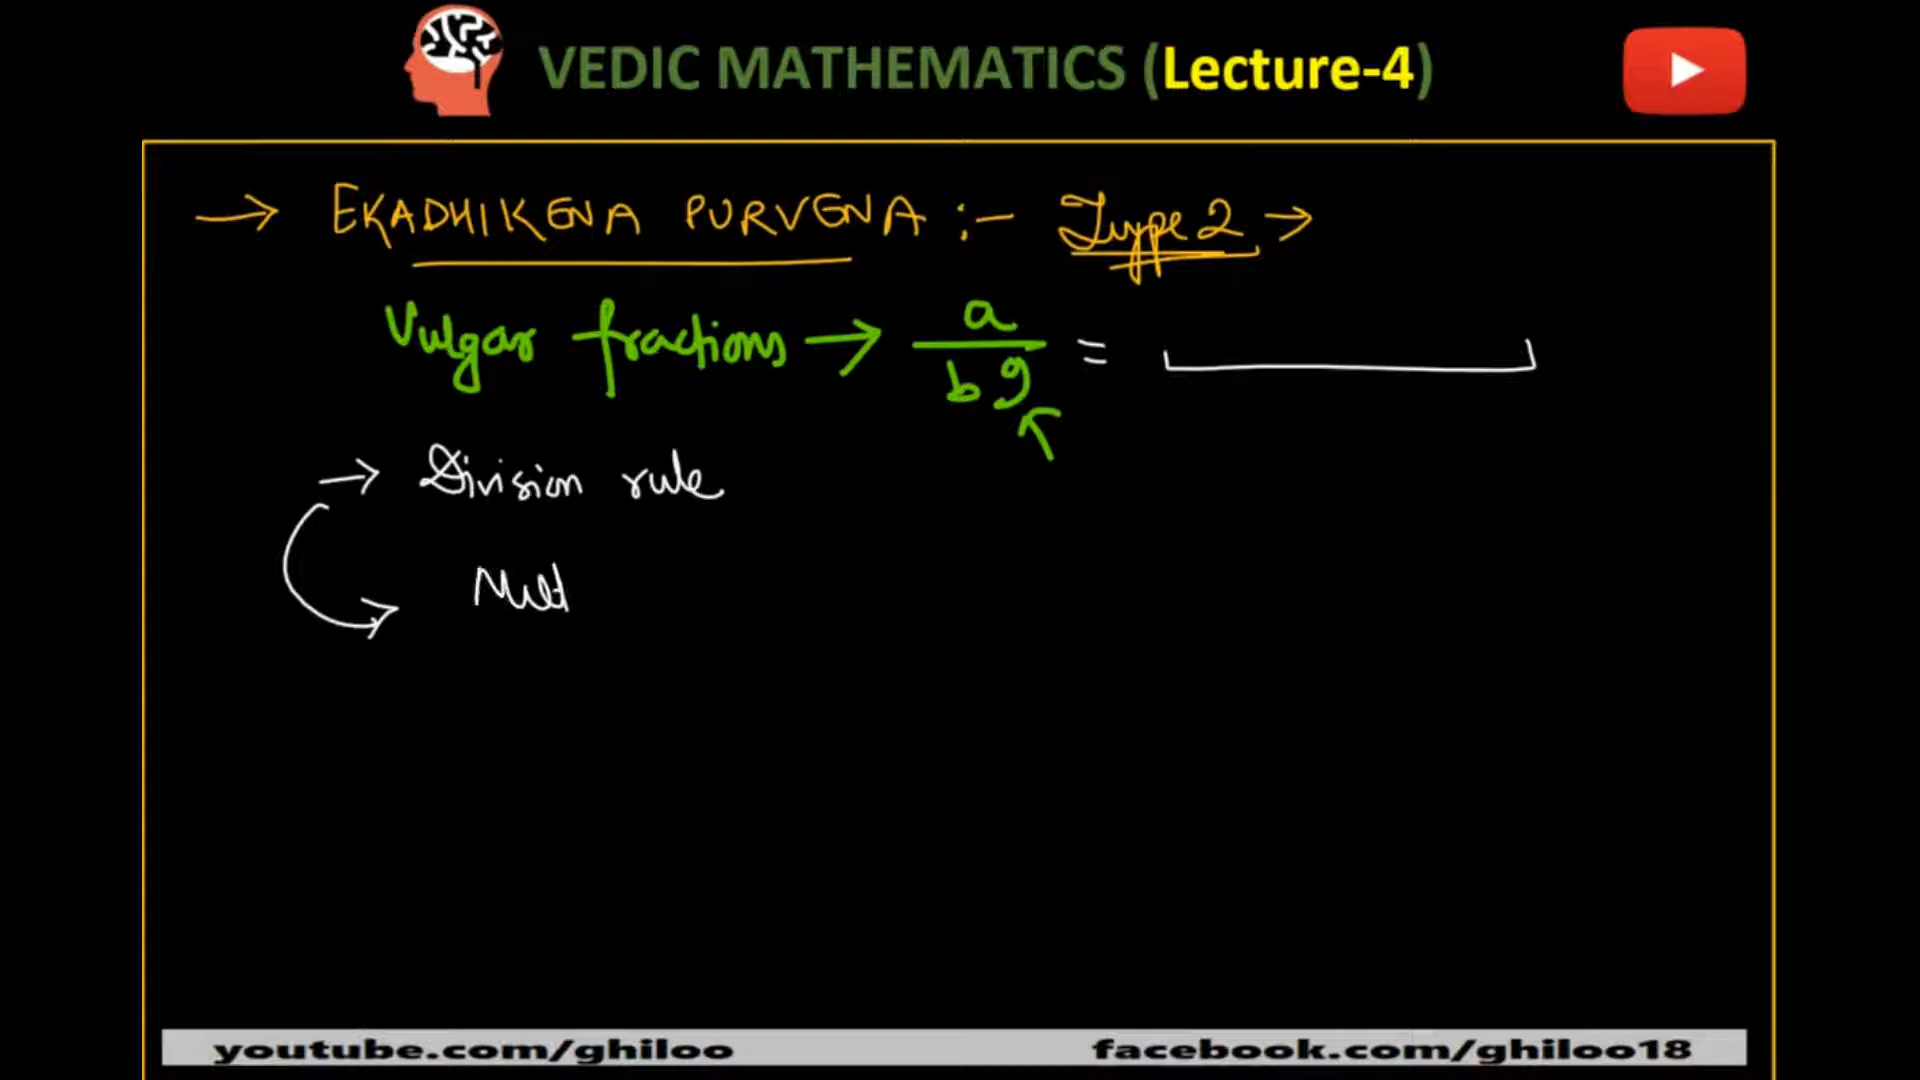 VEDIC MATHEMATICS (Lecture-4)
→ EKADHIKENA PURVENA :- Type 2 →
Vulgar fractions → a/b9 =
→ Division rule
Mult
youtube.com/ghiloo facebook.com/ghiloo18